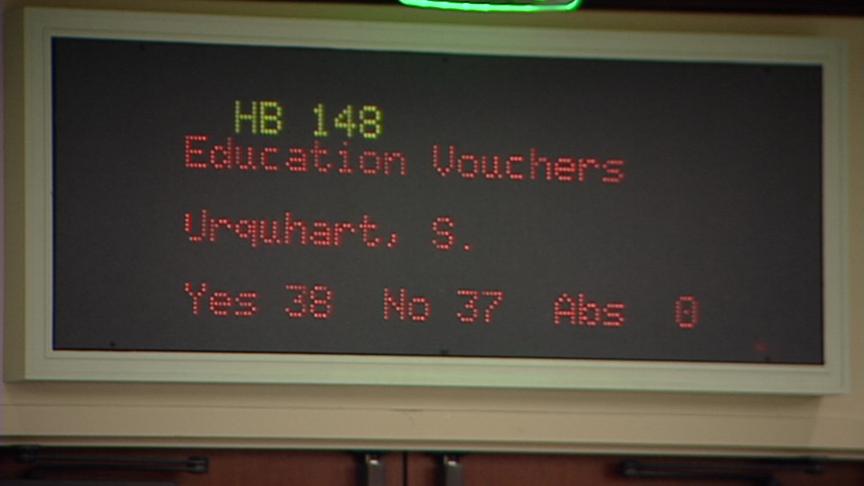 HB 148
Education Vouchers
Urquhart, S.
Yes 38 No 37 Abs 0